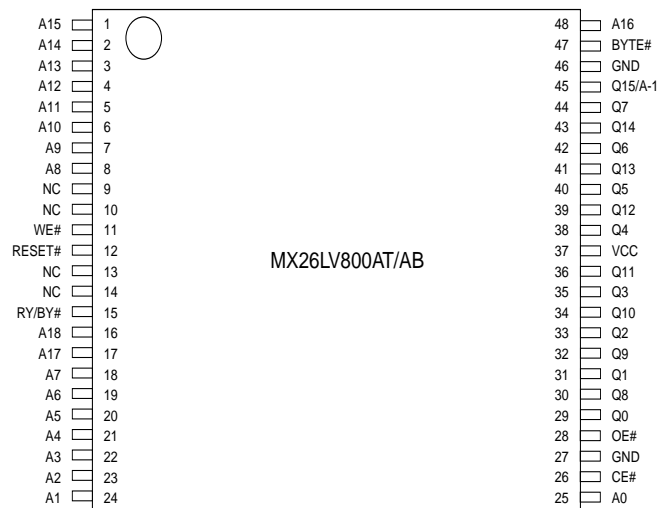 A15 1 48 A16
A14 2 47 BYTE#
A13 3 46 GND
A12 4 45 Q15/A-1
A11 5 44 Q7
A10 6 43 Q14
A9 7 42 Q6
A8 8 41 Q13
NC 9 40 Q5
NC 10 39 Q12
WE# 11 38 Q4
RESET# 12 37 VCC
MX26LV800AT/AB
NC 13 36 Q11
NC 14 35 Q3
RY/BY# 15 34 Q10
A18 16 33 Q2
A17 17 32 Q9
A7 18 31 Q1
A6 19 30 Q8
A5 20 29 Q0
A4 21 28 OE#
A3 22 27 GND
A2 23 26 CE#
A1 24 25 A0